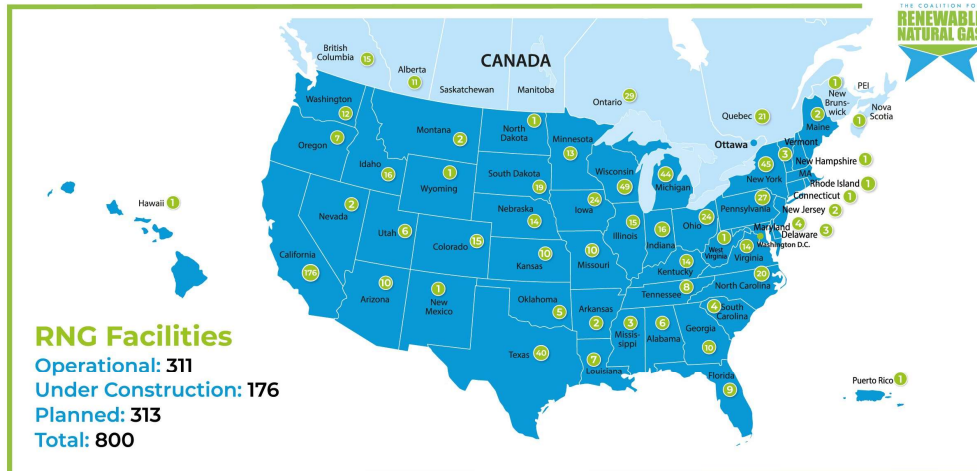 THE COALITION FOR
RENEWABLE
NATURAL GAS
CANADA
British
Columbia
15
Alberta
11
Saskatchewan
Manitoba
Ontario
29
Quebec
21
Ottawa
1
New
Bruns-
wick
PEI
1
Nova
Scotia
Washington
12
Oregon
7
Idaho
16
Montana
2
North
Dakota
1
Minnesota
13
Wisconsin
49
Michigan
44
New York
45
Vermont
3
Maine
2
New Hampshire 1
MA
Rhode Island 1
Connecticut 1
New Jersey 2
Maryland 4
Delaware 3
Washington D.C.
Wyoming
1
South Dakota
19
Nebraska
14
Iowa
24
Illinois
15
Indiana
16
Ohio
24
Pennsylvania
27
West
Virginia
1
Virginia
14
Hawaii 1
Nevada
2
Utah 6
Colorado 15
Kansas
10
Missouri
10
Kentucky
14
North Carolina
20
California
176
Arizona
10
New
Mexico
1
Oklahoma
5
Arkansas
2
Tennessee
8
South
Carolina
4
Missis-
sippi
3
Alabama
6
Georgia
10
Texas 40
Louisiana
7
Florida
9
Puerto Rico 1
RNG Facilities
Operational: 311
Under Construction: 176
Planned: 313
Total: 800